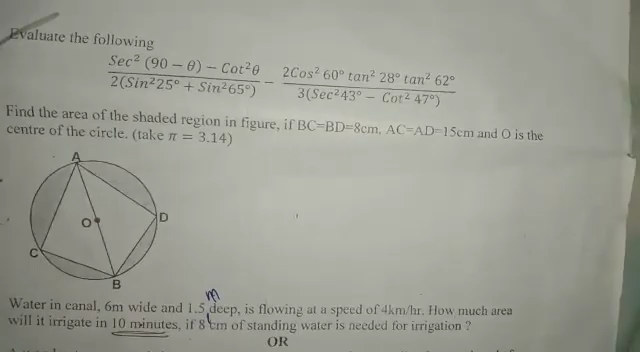 Evaluate the following
Sec² (90 − θ) − Cot²θ / 2(Sin²25° + Sin²65°) − 2Cos² 60° tan² 28° tan² 62° / 3(Sec²43° − Cot² 47°)
Find the area of the shaded region in figure, if BC=BD=8cm, AC=AD=15cm and O is the
centre of the circle. (take π = 3.14)
A
O
D
C
B
m
Water in canal, 6m wide and 1.5 deep, is flowing at a speed of 4km/hr. How much area
will it irrigate in 10 minutes, if 8 cm of standing water is needed for irrigation ?
OR